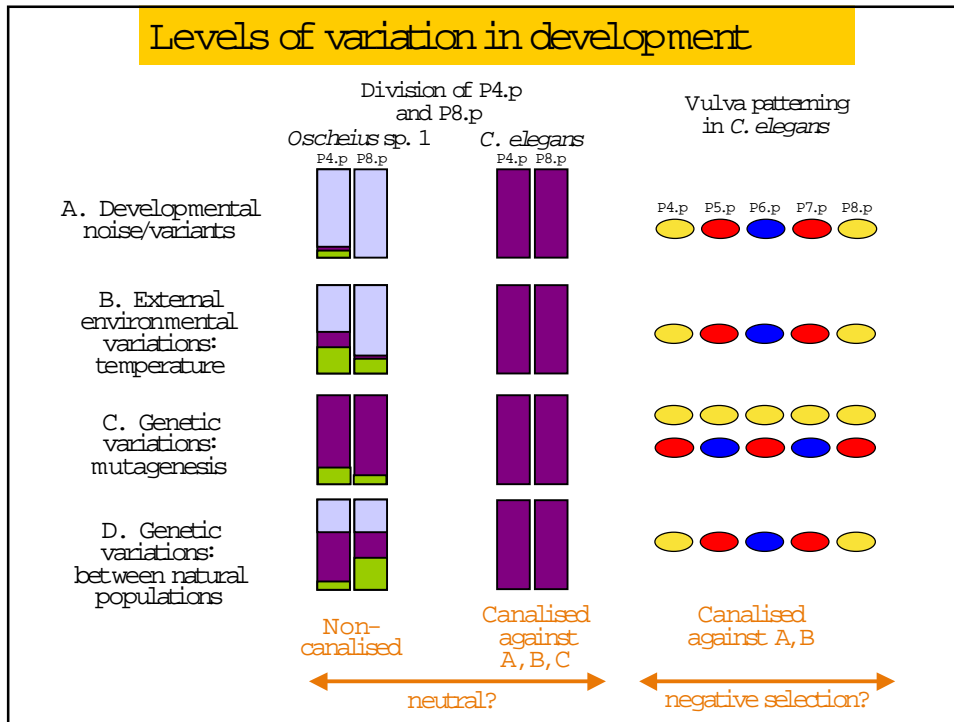 Levels of variation in development
Division of P4.p
and P8.p
Oscheius sp. 1
C. elegans
P4.p P8.p
P4.p P8.p
Vulva patterning
in C. elegans
A. Developmental
noise/variants
P4.p P5.p P6.p P7.p P8.p
B. External
environmental
variations:
temperature
C. Genetic
variations:
mutagenesis
D. Genetic
variations:
between natural
populations
Non-
canalised
Canalised
against
A,B,C
Canalised
against A,B
neutral?
negative selection?